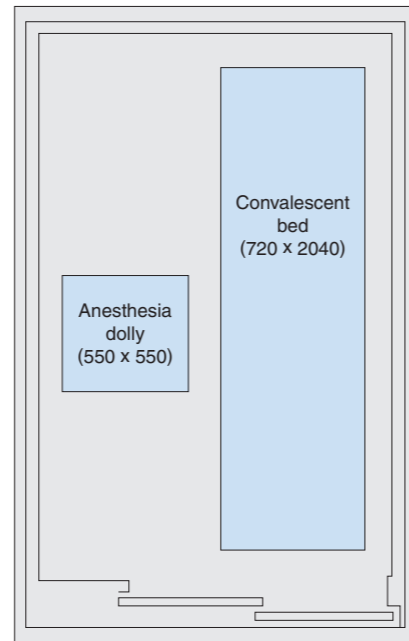 Convalescent
bed
(720 x 2040)
Anesthesia
dolly
(550 x 550)